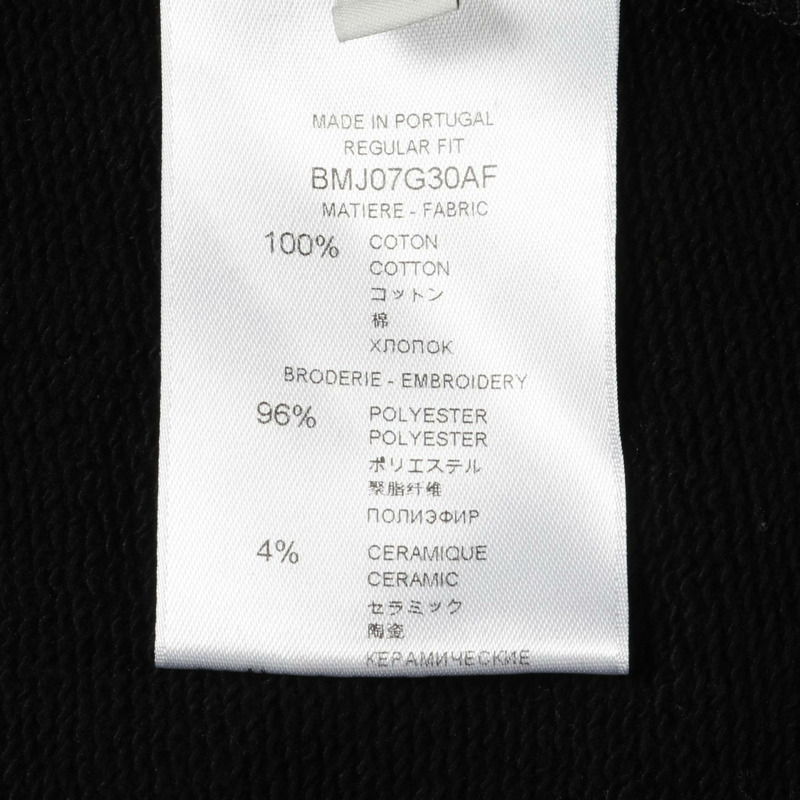 MADE IN PORTUGAL
REGULAR FIT
BMJ07G30AF
MATIERE - FABRIC
100% COTON
COTTON
コットン
棉
ХЛОПОК
BRODERIE - EMBROIDERY
96% POLYESTER
POLYESTER
ポリエステル
聚脂纤维
ПОЛИЭФИР
4% CERAMIQUE
CERAMIC
セラミック
陶瓷
КЕРАМИЧЕСКИЕ